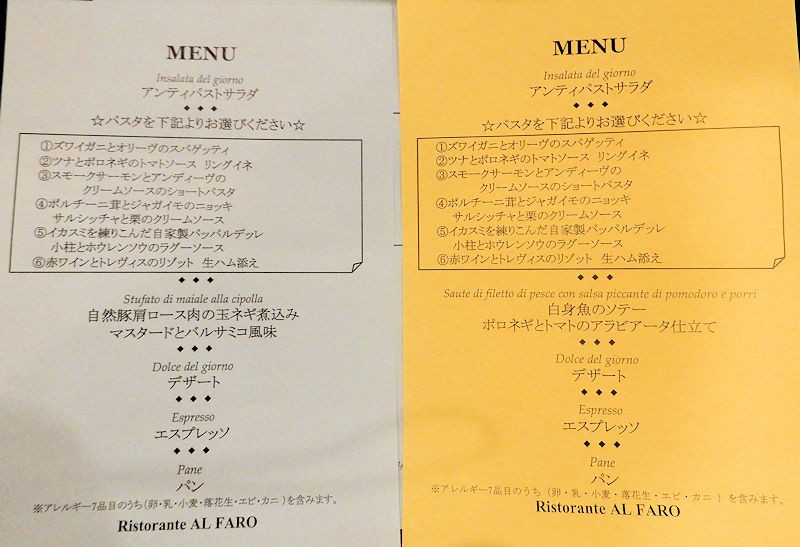 MENU
Insalata del giorno
アンティパストサラダ
◆ ◆ ◆
☆パスタを下記よりお選びください☆
①ズワイガニとオリーヴのスパゲッティ
②ツナとポロネギのトマトソース リングイネ
③スモークサーモンとアンディーヴの
クリームソースのショートパスタ
④ポルチーニ茸とジャガイモのニョッキ
サルシッチャと栗のクリームソース
⑤イカスミを練りこんだ自家製パッパルデッレ
小柱とホウレンソウのラグーソース
⑥赤ワインとトレヴィスのリゾット 生ハム添え
◆ ◆ ◆
Stufato di maiale alla cipolla
自然豚肩ロース肉の玉ネギ煮込み
マスタードとバルサミコ風味
◆ ◆ ◆
Dolce del giorno
デザート
◆ ◆ ◆
Espresso
エスプレッソ
◆ ◆ ◆
Pane
パン
※アレルギー7品目のうち(卵・乳・小麦・落花生・エビ・カニ)を含みます。
Ristorante AL FARO
MENU
Insalata del giorno
アンティパストサラダ
◆ ◆ ◆
☆パスタを下記よりお選びください☆
①ズワイガニとオリーヴのスパゲッティ
②ツナとポロネギのトマトソース リングイネ
③スモークサーモンとアンディーヴの
クリームソースのショートパスタ
④ポルチーニ茸とジャガイモのニョッキ
サルシッチャと栗のクリームソース
⑤イカスミを練りこんだ自家製パッパルデッレ
小柱とホウレンソウのラグーソース
⑥赤ワインとトレヴィスのリゾット 生ハム添え
◆ ◆ ◆
Saute di filetto di pesce con salsa piccante di pomodoro e porri
白身魚のソテー
ポロネギとトマトのアラビアータ仕立て
◆ ◆ ◆
Dolce del giorno
デザート
◆ ◆ ◆
Espresso
エスプレッソ
◆ ◆ ◆
Pane
パン
※アレルギー7品目のうち(卵・乳・小麦・落花生・エビ・カニ)を含みます。
Ristorante AL FARO